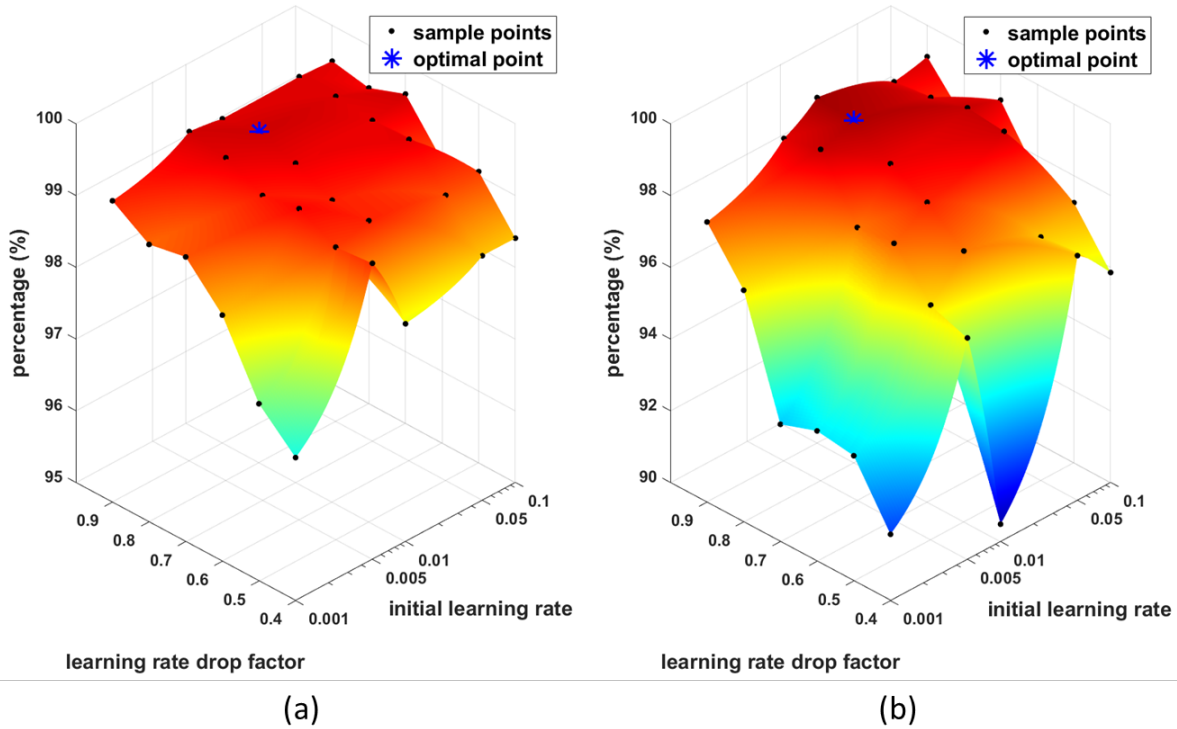 sample points
optimal point
100
99
98
97
96
95
percentage (%)
0.9
0.8
0.7
0.6
0.5
0.4
learning rate drop factor
0.001
0.005
0.01
0.05
0.1
initial learning rate
(a)
sample points
optimal point
100
98
96
94
92
90
percentage (%)
0.9
0.8
0.7
0.6
0.5
0.4
learning rate drop factor
0.001
0.005
0.01
0.05
0.1
initial learning rate
(b)